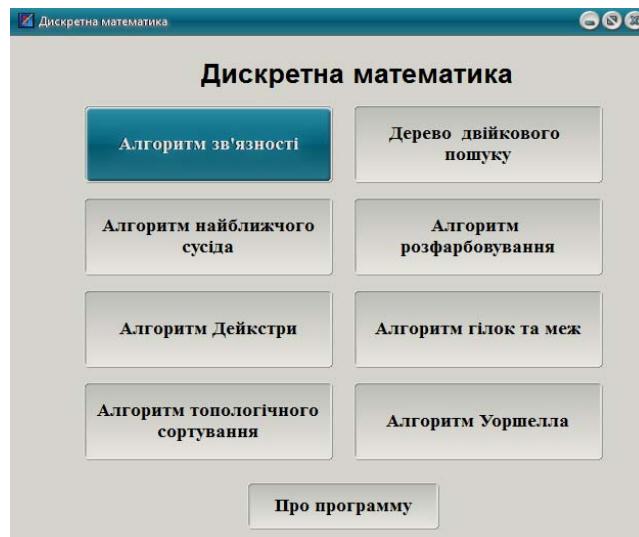 Дискретна математика
Дискретна математика
Алгоритм зв'язності
Дерево двійкового
пошуку
Алгоритм найближчого
сусіда
Алгоритм
розфарбовування
Алгоритм Дейкстри
Алгоритм гілок та меж
Алгоритм топологічного
сортування
Алгоритм Уоршелла
Про программу